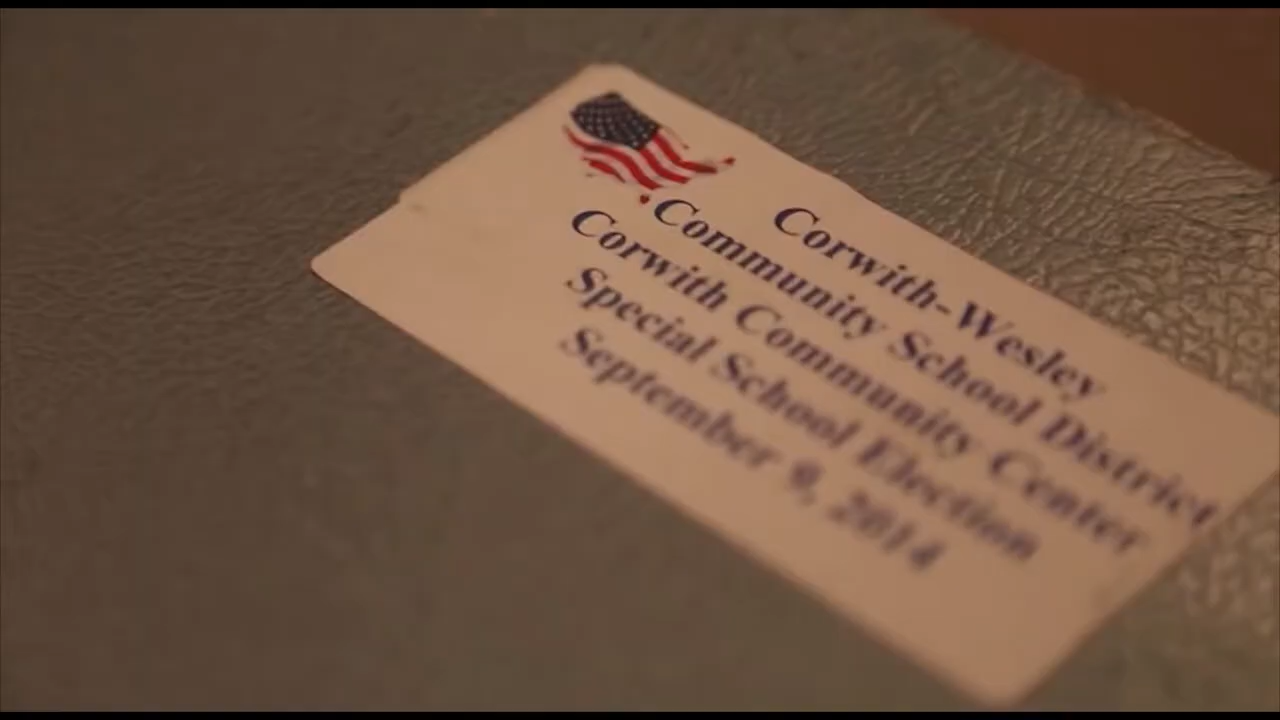 Corwith-Wesley
Community School District
Corwith Community Center
Special School Election
September 9, 2014